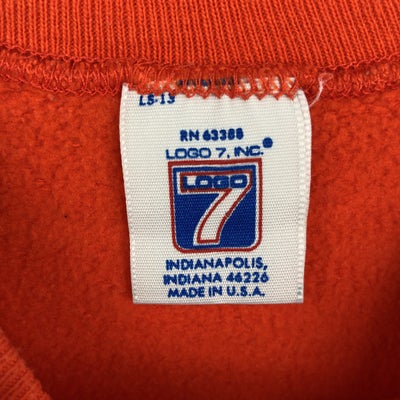 LS-13
RN 63388
LOGO 7, INC.®
LOGO
7
INDIANAPOLIS,
INDIANA 46226
MADE IN U.S.A.